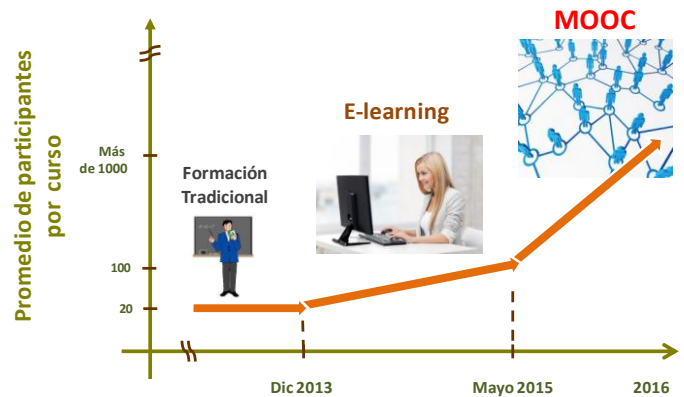 MOOC
E-learning
Formación
Tradicional
Promedio de participantes
por curso
Más
de 1000
100
20
Dic 2013
Mayo 2015
2016